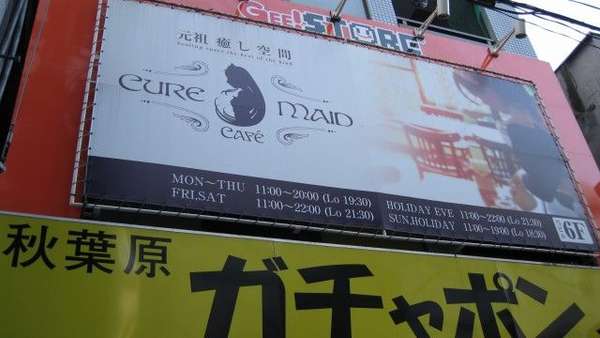 Gee!STORE
元祖 癒し空間
Healing space the best of the kind
CURE MAID
CAFÉ
MON～THU 11:00～20:00 (Lo 19:30)
FRI,SAT 11:00～22:00 (Lo 21:30)
HOLIDAY EVE 11:00～22:00 (Lo 21:30)
SUN,HOLIDAY 11:00～19:00 (Lo 18:30)
6F
秋葉原
ガチャポン